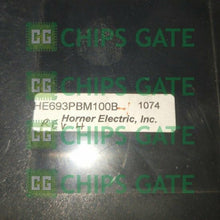 CHIPS GATE
CHIPS GATE
HE693PBM100B 1074
Horner Electric, Inc.
CHIPS GATE
CHIPS GATE